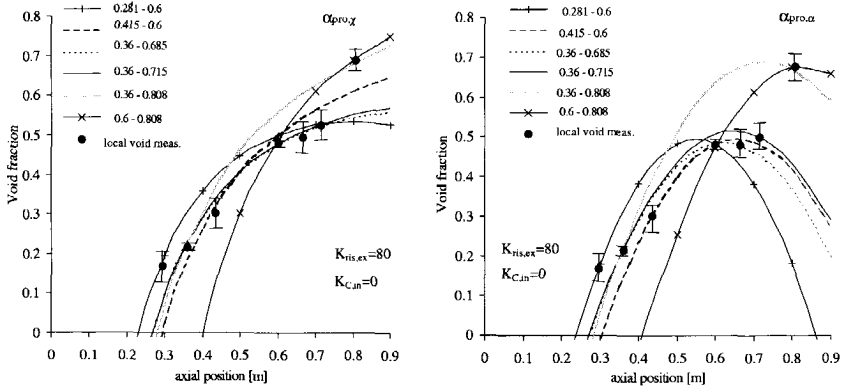 0.281 - 0.6
0.415 - 0.6
0.36 - 0.685
0.36 - 0.715
0.36 - 0.808
0.6 - 0.808
local void meas.
αpro,χ
0.8
0.7
0.6
0.5
0.4
0.3
0.2
0.1
0
Void fraction
Kris,ex=80
KC,in=0
0 0.1 0.2 0.3 0.4 0.5 0.6 0.7 0.8 0.9
axial position [m]
0.281 - 0.6
0.415 - 0.6
0.36 - 0.685
0.36 - 0.715
0.36 - 0.808
0.6 - 0.808
local void meas.
αpro,α
0.8
0.7
0.6
0.5
0.4
0.3
0.2
0.1
0
Void fraction
Kris,ex=80
KC,in=0
0 0.1 0.2 0.3 0.4 0.5 0.6 0.7 0.8 0.9
axial position [m]